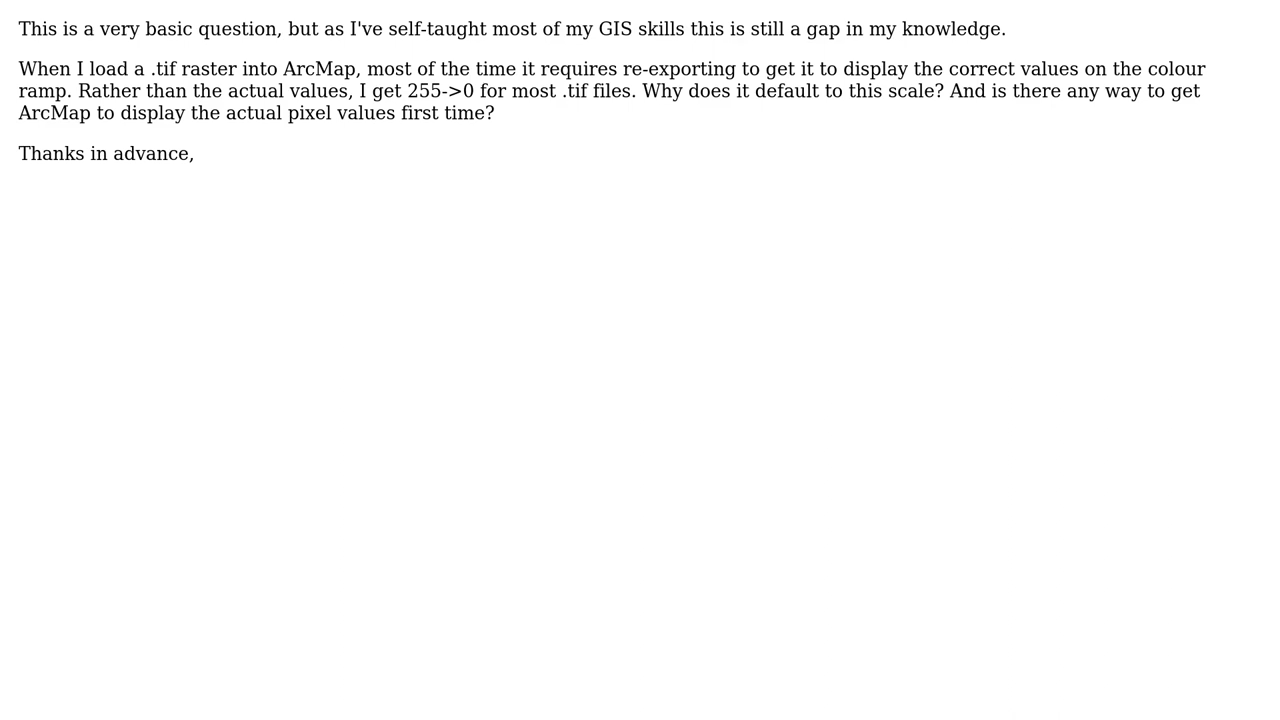 This is a very basic question, but as I've self-taught most of my GIS skills this is still a gap in my knowledge.
When I load a .tif raster into ArcMap, most of the time it requires re-exporting to get it to display the correct values on the colour
ramp. Rather than the actual values, I get 255->0 for most .tif files. Why does it default to this scale? And is there any way to get
ArcMap to display the actual pixel values first time?
Thanks in advance,